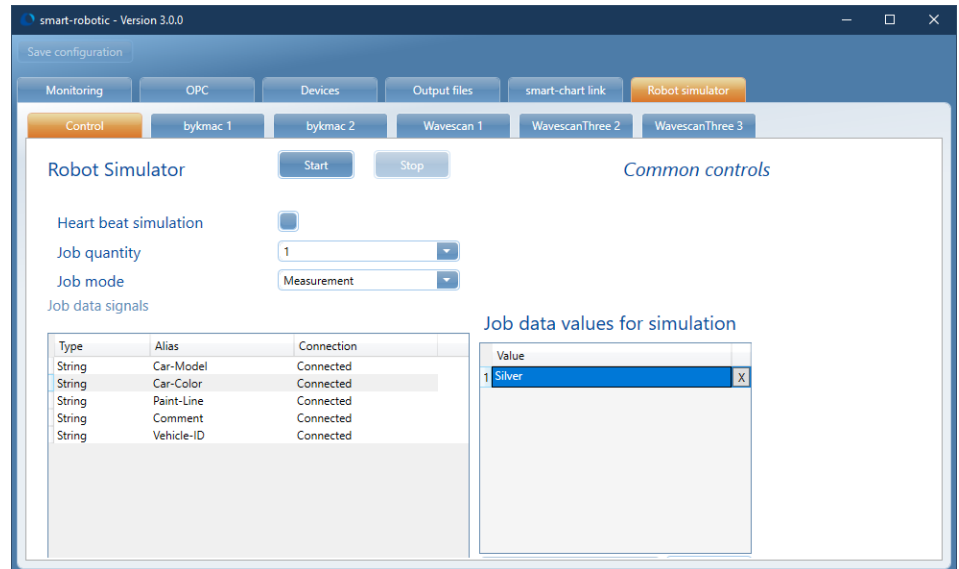 smart-robotic - Version 3.0.0
Save configuration
Monitoring OPC Devices Output files smart-chart link Robot simulator
Control bykmac 1 bykmac 2 Wavescan 1 WavescanThree 2 WavescanThree 3
Robot Simulator Start Stop Common controls
Heart beat simulation
Job quantity 1
Job mode Measurement
Job data signals
Job data values for simulation
Type Alias Connection
String Car-Model Connected
String Car-Color Connected
String Paint-Line Connected
String Comment Connected
String Vehicle-ID Connected
Value
1 Silver X